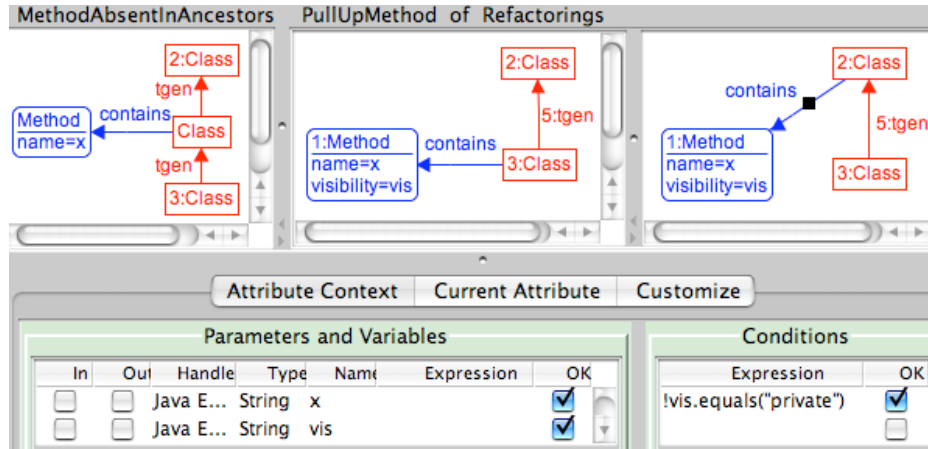 MethodAbsentInAncestors
PullUpMethod of Refactorings
2:Class
tgen
Method
name=x
contains
Class
tgen
3:Class
2:Class
5:tgen
1:Method
name=x
visibility=vis
contains
3:Class
2:Class
contains
5:tgen
1:Method
name=x
visibility=vis
3:Class
Attribute Context Current Attribute Customize
Parameters and Variables
In Out Handle Type Name Expression OK
Java E... String x
Java E... String vis
Conditions
Expression OK
!vis.equals("private")